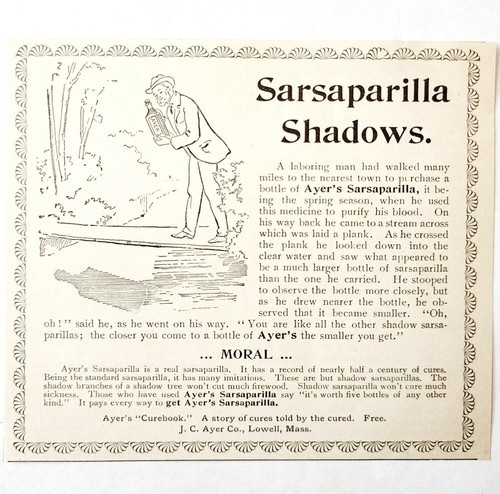 Sarsaparilla
Shadows.
A laboring man had walked many
miles to the nearest town to purchase a
bottle of Ayer's Sarsaparilla, it be-
ing the spring season, when he used
this medicine to purify his blood. On
his way back he came to a stream across
which was laid a plank. As he crossed
the plank he looked down into the
clear water and saw what appeared to
be a much larger bottle of sarsaparilla
than the one he carried. He stooped
to observe the bottle more closely, but
as he drew nearer the bottle, he ob-
served that it became smaller. "Oh,
oh!" said he, as he went on his way. "You are like all the other shadow sarsa-
parillas; the closer you come to a bottle of Ayer's the smaller you get."
... MORAL ...
Ayer's Sarsaparilla is a real sarsaparilla. It has a record of nearly half a century of cures.
Being the standard sarsaparilla, it has many imitations. These are but shadow sarsaparillas. The
shadow branches of a shadow tree won't cut much firewood. Shadow sarsaparilla won't cure much
sickness. Those who have used Ayer's Sarsaparilla say "it's worth five bottles of any other
kind." It pays every way to get Ayer's Sarsaparilla.
Ayer's "Curebook." A story of cures told by the cured. Free.
J. C. Ayer Co., Lowell, Mass.